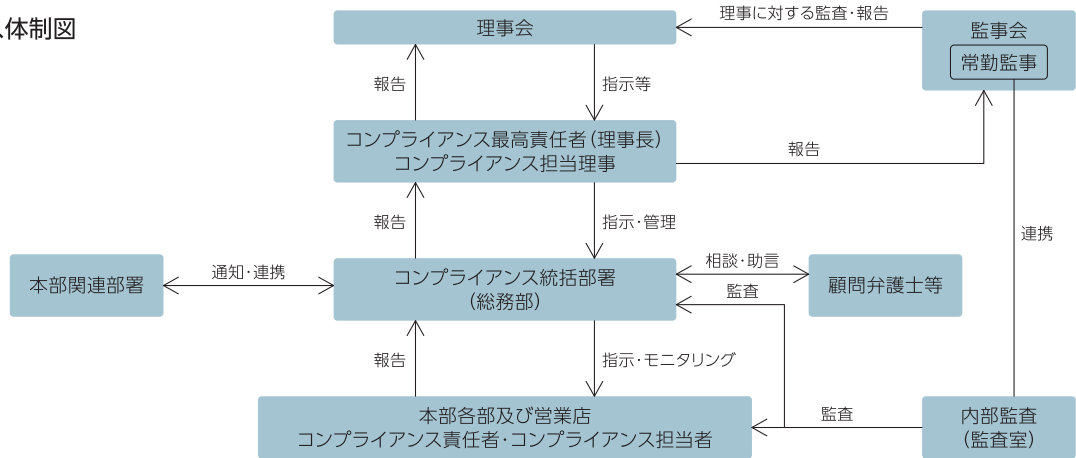 体制図
理事会
理事に対する監査・報告
監事会
常勤監事
報告
指示等
コンプライアンス最高責任者（理事長）
コンプライアンス担当理事
報告
報告
指示・管理
連携
本部関連部署
通知・連携
コンプライアンス統括部署
（総務部）
相談・助言
顧問弁護士等
監査
報告
指示・モニタリング
本部各部及び営業店
コンプライアンス責任者・コンプライアンス担当者
監査
内部監査
（監査室）